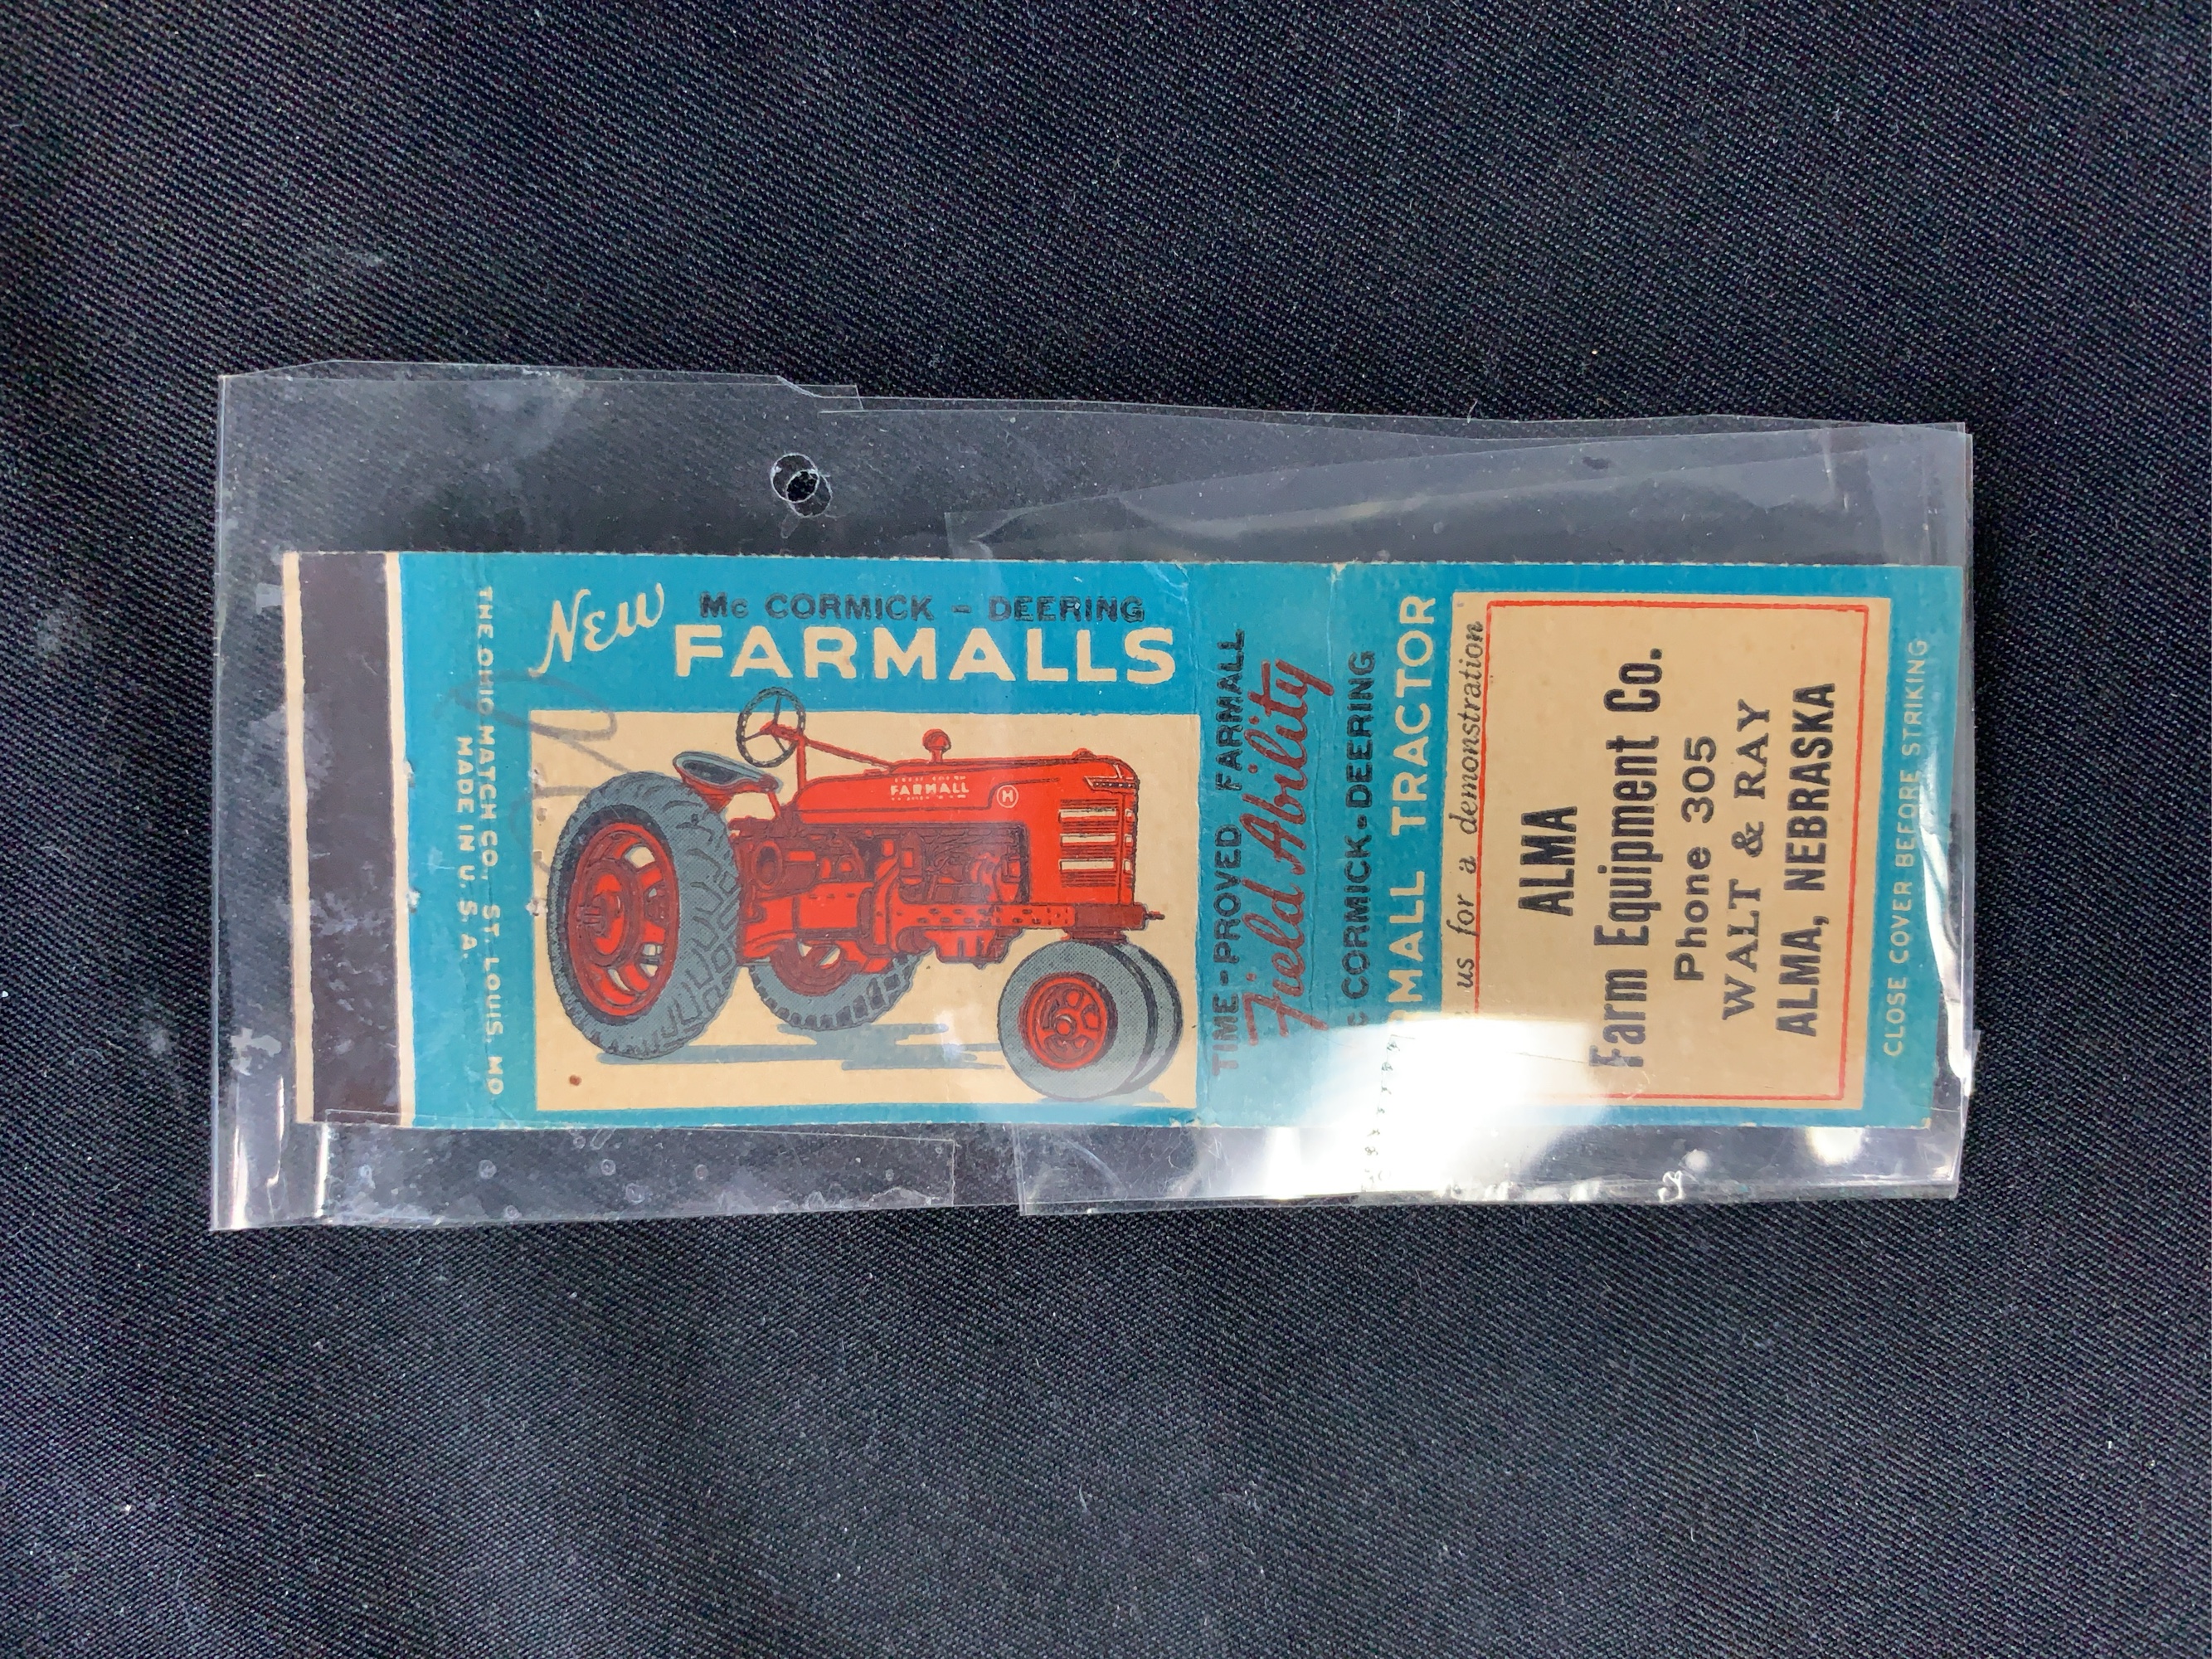 New
Mc CORMICK - DEERING
FARMALLS
FARMALL
H
THE OHIO MATCH CO., ST. LOUIS, MO
MADE IN U. S. A.
TIME-PROVED FARMALL
Field Ability
CORMICK-DEERING
TRACTOR
us for a demonstration
ALMA
Farm Equipment Co.
Phone 305
WALT & RAY
ALMA, NEBRASKA
CLOSE COVER BEFORE STRIKING